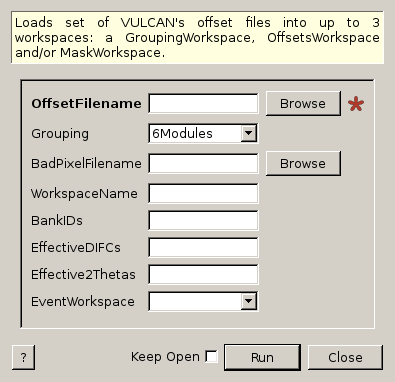 Loads set of VULCAN's offset files into up to 3
workspaces: a GroupingWorkspace, OffsetsWorkspace
and/or MaskWorkspace.
OffsetFilename Browse *
Grouping 6Modules
BadPixelFilename Browse
WorkspaceName
BankIDs
EffectiveDIFCs
Effective2Thetas
EventWorkspace
? Keep Open Run Close